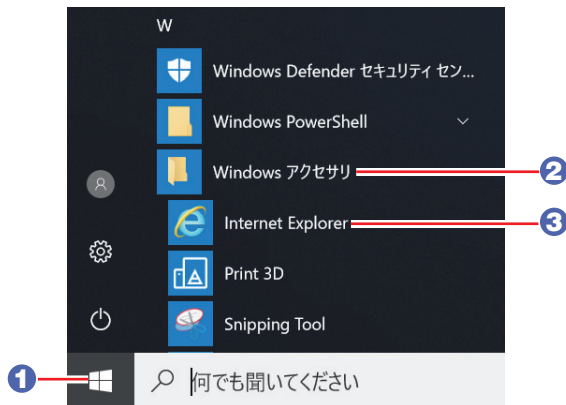 W
Windows Defender セキュリティ セン...
Windows PowerShell
Windows アクセサリ
2
Internet Explorer
3
Print 3D
Snipping Tool
1
何でも聞いてください